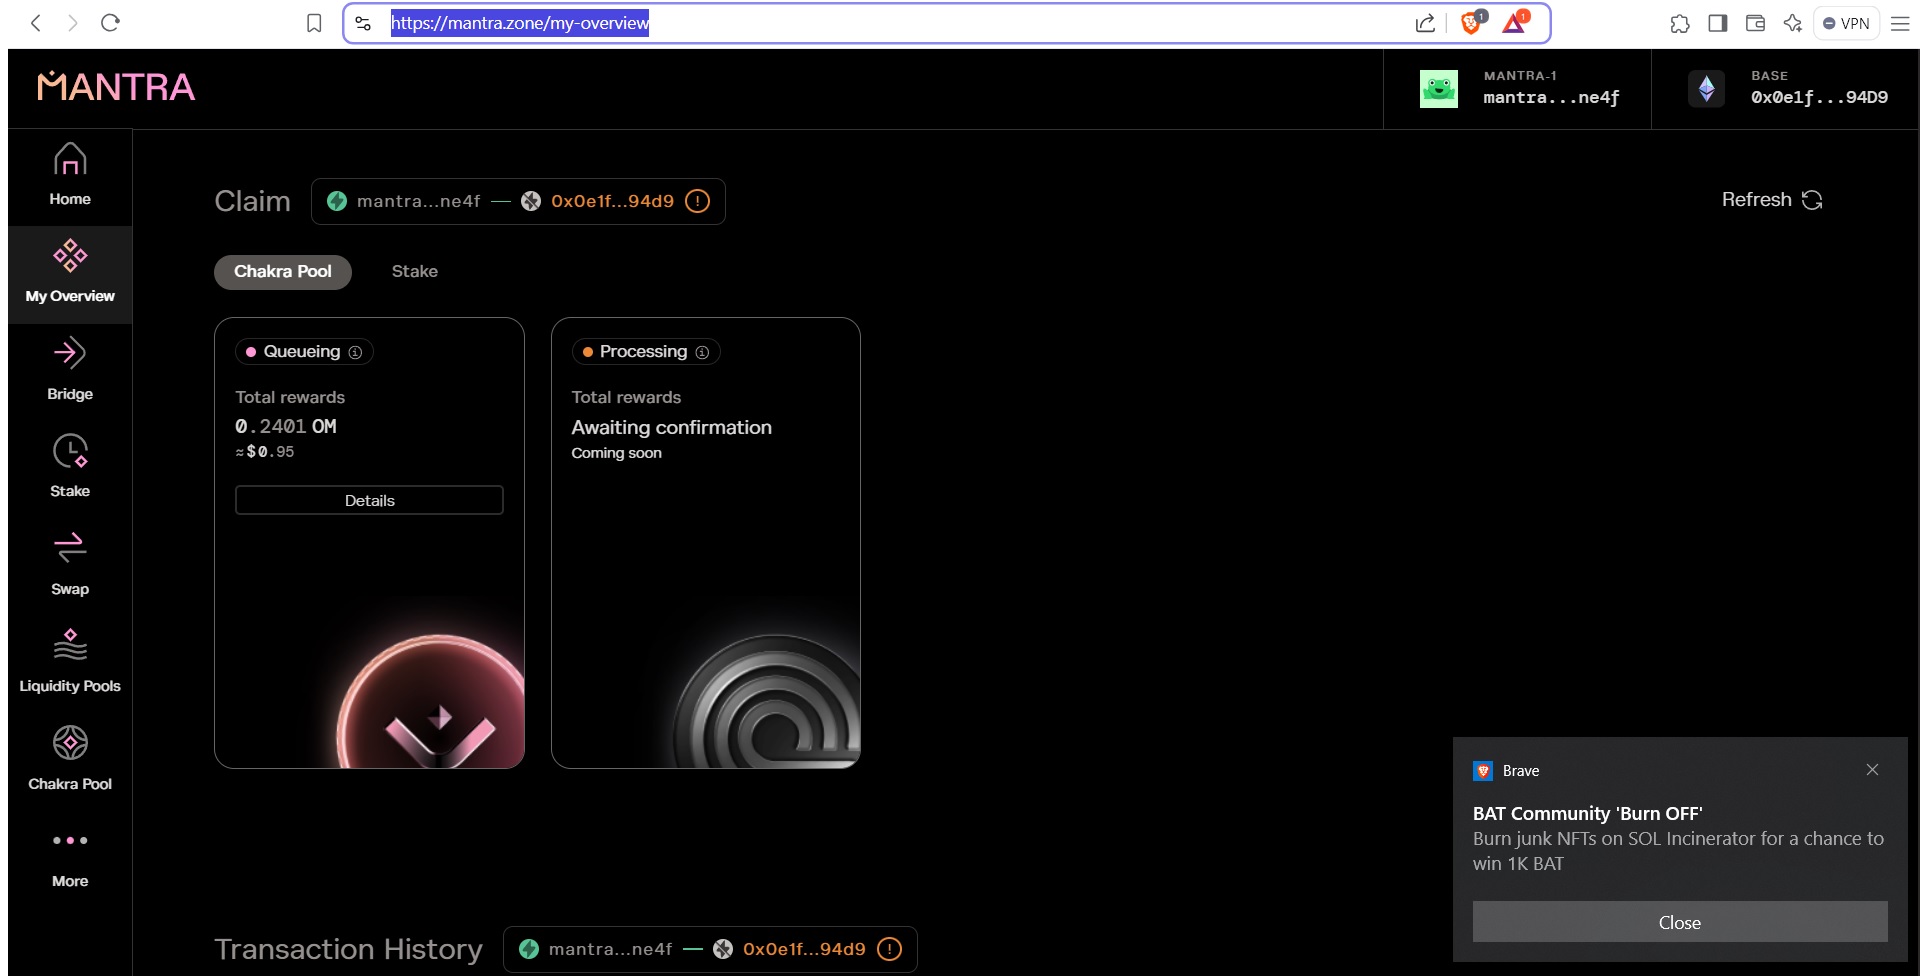 https://mantra.zone/my-overview
1
1
VPN
MANTRA
MANTRA-1
mantra...ne4f
BASE
0x0e1f...94D9
Home
My Overview
Bridge
Stake
Swap
Liquidity Pools
Chakra Pool
More
Claim
mantra...ne4f — 0x0e1f...94d9
Refresh
Chakra Pool
Stake
Queueing
Total rewards
0.2401 OM
≈$0.95
Details
Processing
Total rewards
Awaiting confirmation
Coming soon
Transaction History
mantra...ne4f — 0x0e1f...94d9
Brave
BAT Community 'Burn OFF'
Burn junk NFTs on SOL Incinerator for a chance to
win 1K BAT
Close